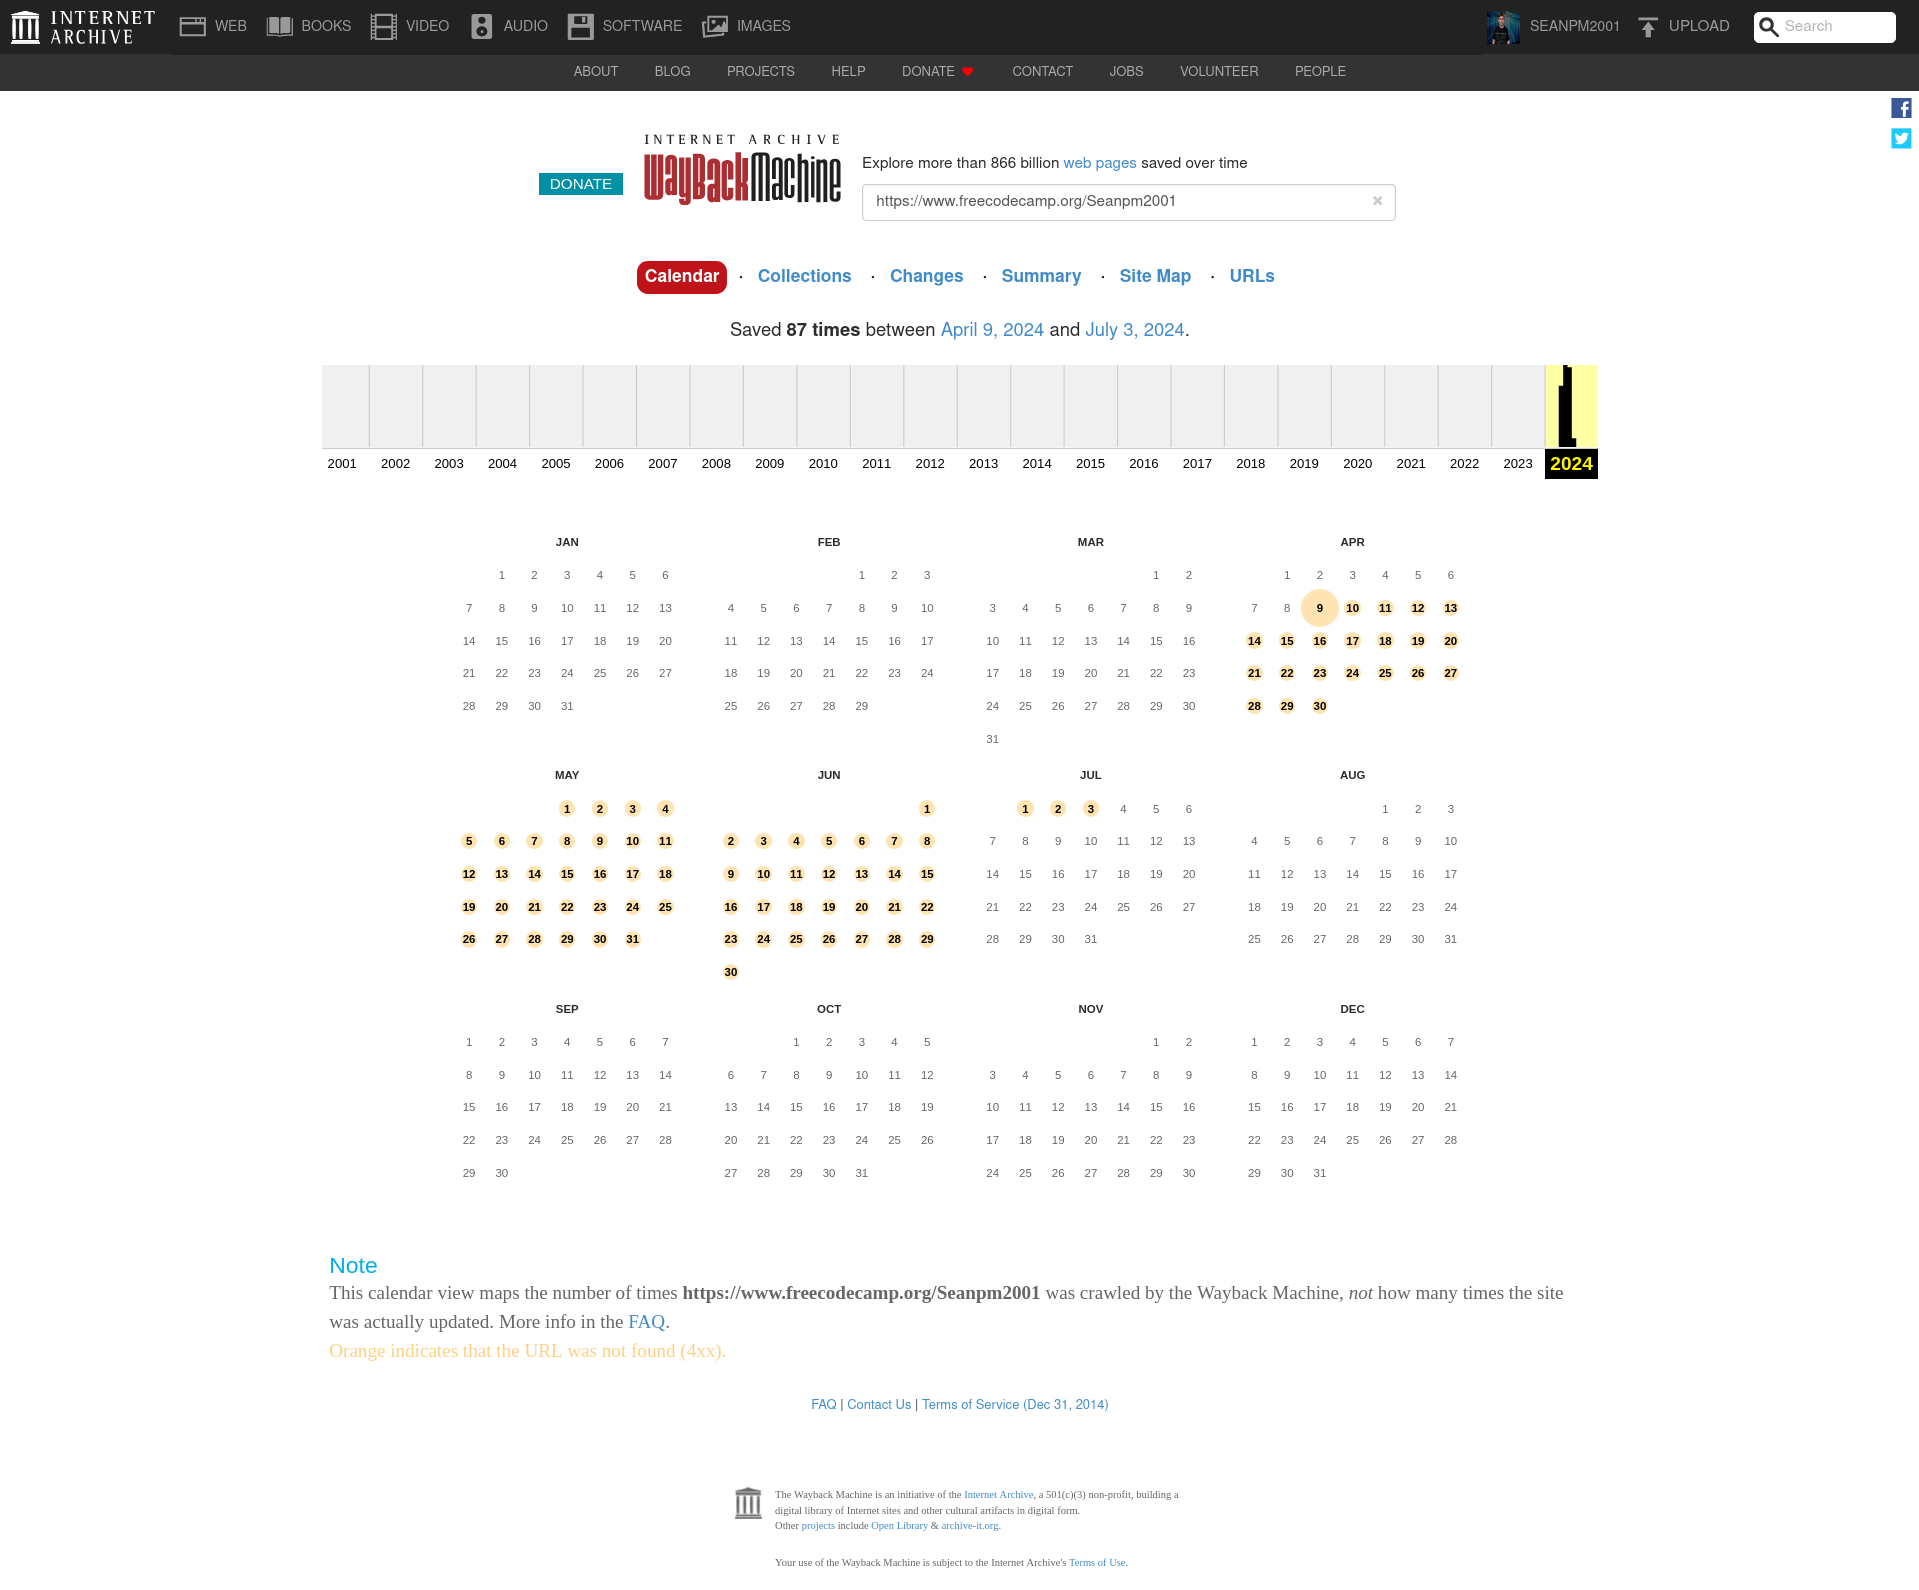 INTERNET ARCHIVE WEB BOOKS VIDEO AUDIO SOFTWARE IMAGES SEANPM2001 UPLOAD Search
ABOUT BLOG PROJECTS HELP DONATE CONTACT JOBS VOLUNTEER PEOPLE
INTERNET ARCHIVE
WayBackMachine
DONATE
Explore more than 866 billion web pages saved over time
https://www.freecodecamp.org/Seanpm2001 ×
Calendar · Collections · Changes · Summary · Site Map · URLs
Saved 87 times between April 9, 2024 and July 3, 2024.
2001 2002 2003 2004 2005 2006 2007 2008 2009 2010 2011 2012 2013 2014 2015 2016 2017 2018 2019 2020 2021 2022 2023 2024
JAN
1 2 3 4 5 6
7 8 9 10 11 12 13
14 15 16 17 18 19 20
21 22 23 24 25 26 27
28 29 30 31
FEB
1 2 3
4 5 6 7 8 9 10
11 12 13 14 15 16 17
18 19 20 21 22 23 24
25 26 27 28 29
MAR
1 2
3 4 5 6 7 8 9
10 11 12 13 14 15 16
17 18 19 20 21 22 23
24 25 26 27 28 29 30
31
APR
1 2 3 4 5 6
7 8 9 10 11 12 13
14 15 16 17 18 19 20
21 22 23 24 25 26 27
28 29 30
MAY
1 2 3 4
5 6 7 8 9 10 11
12 13 14 15 16 17 18
19 20 21 22 23 24 25
26 27 28 29 30 31
JUN
1
2 3 4 5 6 7 8
9 10 11 12 13 14 15
16 17 18 19 20 21 22
23 24 25 26 27 28 29
30
JUL
1 2 3 4 5 6
7 8 9 10 11 12 13
14 15 16 17 18 19 20
21 22 23 24 25 26 27
28 29 30 31
AUG
1 2 3
4 5 6 7 8 9 10
11 12 13 14 15 16 17
18 19 20 21 22 23 24
25 26 27 28 29 30 31
SEP
1 2 3 4 5 6 7
8 9 10 11 12 13 14
15 16 17 18 19 20 21
22 23 24 25 26 27 28
29 30
OCT
1 2 3 4 5
6 7 8 9 10 11 12
13 14 15 16 17 18 19
20 21 22 23 24 25 26
27 28 29 30 31
NOV
1 2
3 4 5 6 7 8 9
10 11 12 13 14 15 16
17 18 19 20 21 22 23
24 25 26 27 28 29 30
DEC
1 2 3 4 5 6 7
8 9 10 11 12 13 14
15 16 17 18 19 20 21
22 23 24 25 26 27 28
29 30 31
Note
This calendar view maps the number of times https://www.freecodecamp.org/Seanpm2001 was crawled by the Wayback Machine, not how many times the site
was actually updated. More info in the FAQ.
Orange indicates that the URL was not found (4xx).
FAQ | Contact Us | Terms of Service (Dec 31, 2014)
The Wayback Machine is an initiative of the Internet Archive, a 501(c)(3) non-profit, building a
digital library of Internet sites and other cultural artifacts in digital form.
Other projects include Open Library & archive-it.org.
Your use of the Wayback Machine is subject to the Internet Archive's Terms of Use.